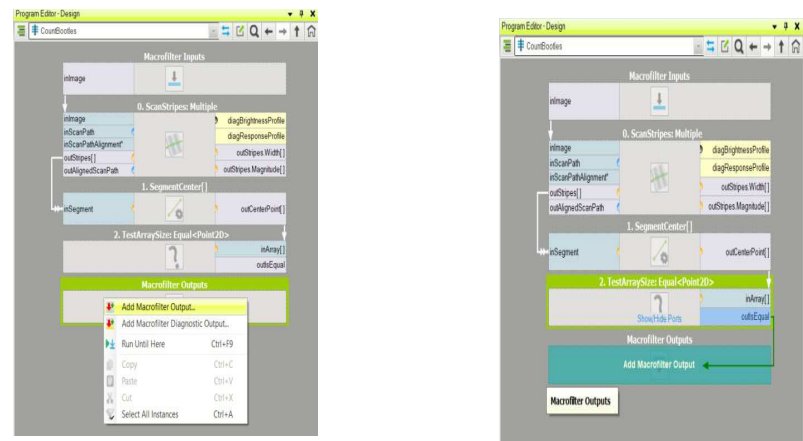 Program Editor - Design
CountBootles
Macrofilter Inputs
inImage
0. ScanStripes: Multiple
inImage
diagBrightnessProfile
inScanPath
diagResponseProfile
inScanPathAlignment*
outStripes[]
outStripes.Width[]
outAlignedScanPath
outStripes.Magnitude[]
1. SegmentCenter[]
inSegment
outCenterPoint[]
2. TestArraySize: Equal<Point2D>
inArray[]
outIsEqual
Macrofilter Outputs
Add Macrofilter Output...
Add Macrofilter Diagnostic Output...
Run Until Here Ctrl+F9
Copy Ctrl+C
Paste Ctrl+V
Cut Ctrl+X
Select All Instances Ctrl+A
Program Editor - Design
CountBootles
Macrofilter Inputs
inImage
0. ScanStripes: Multiple
inImage
diagBrightnessProfile
inScanPath
diagResponseProfile
inScanPathAlignment*
outStripes[]
outStripes.Width[]
outAlignedScanPath
outStripes.Magnitude[]
1. SegmentCenter[]
inSegment
outCenterPoint[]
2. TestArraySize: Equal<Point2D>
inArray[]
Show/Hide Ports
outIsEqual
Macrofilter Outputs
Add Macrofilter Output
Macrofilter Outputs